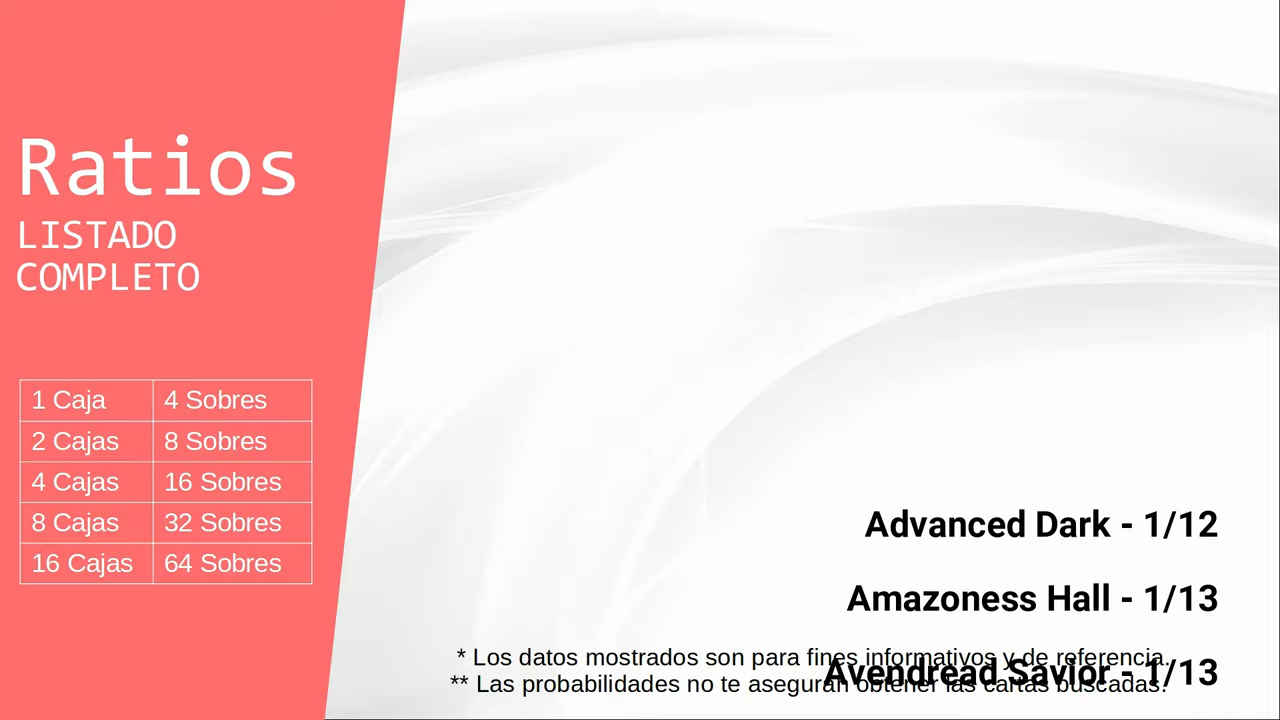 Ratios
LISTADO
COMPLETO
1 Caja 4 Sobres
2 Cajas 8 Sobres
4 Cajas 16 Sobres
8 Cajas 32 Sobres
16 Cajas 64 Sobres
Advanced Dark - 1/12
Amazoness Hall - 1/13
* Los datos mostrados son para fines informativos y de referencia.
Avendread Savior - 1/13
** Las probabilidades no te aseguran obtener las cartas buscadas.